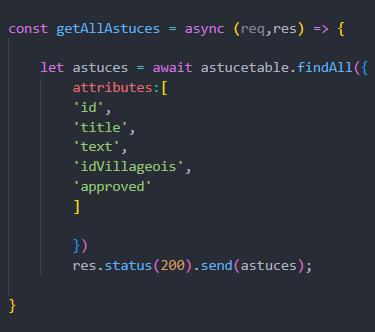 const getAllAstuces = async (req,res) => {
let astuces = await astucetable.findAll({
attributes:[
'id',
'title',
'text',
'idVillageois',
'approved'
]
})
res.status(200).send(astuces);
}